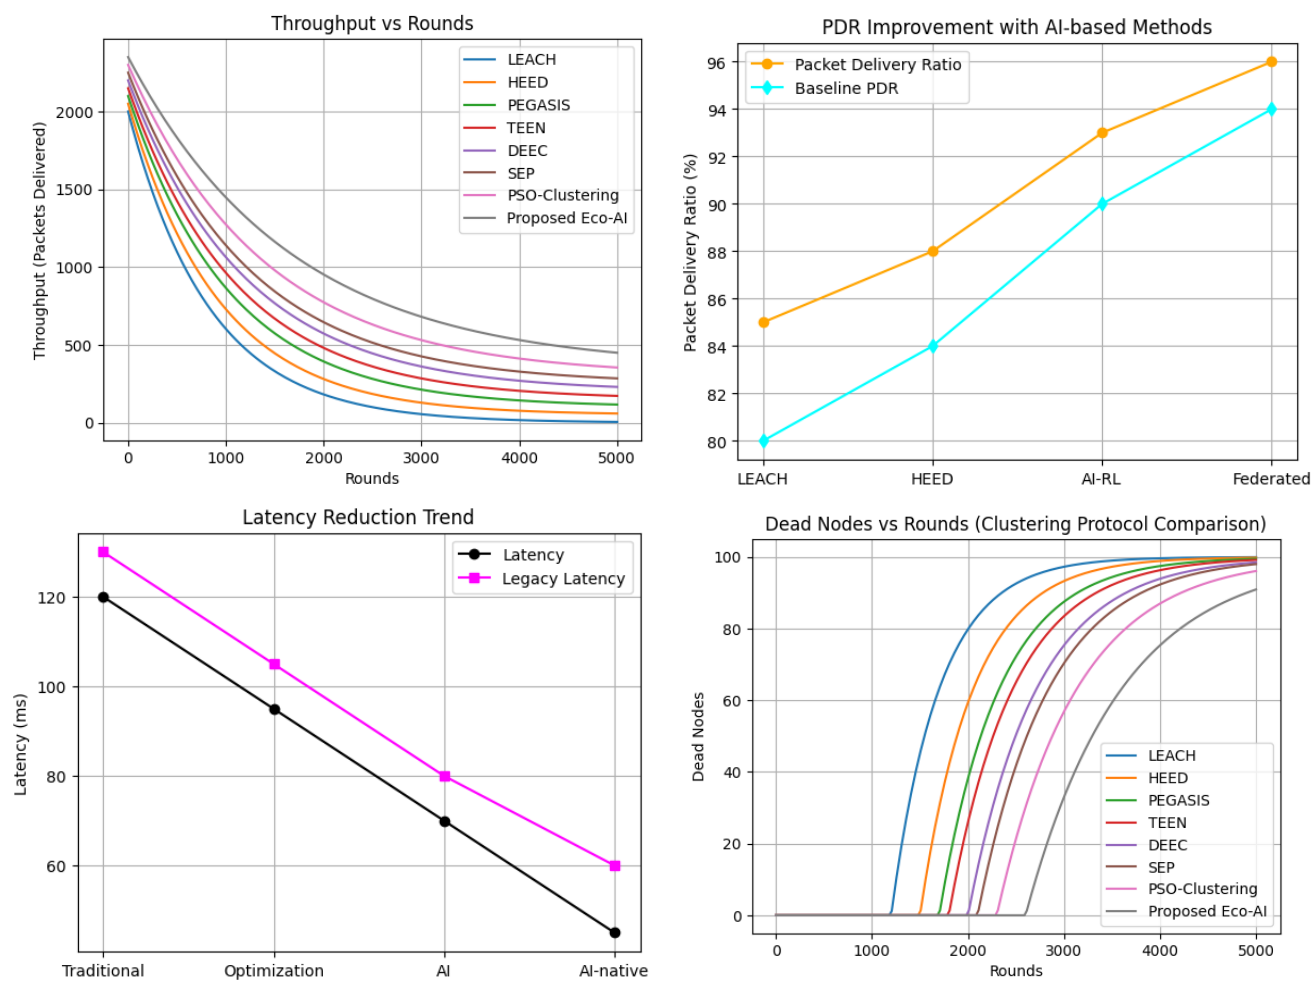 Throughput vs Rounds
Throughput (Packets Delivered)
2000
1500
1000
500
0
0 1000 2000 3000 4000 5000
Rounds
LEACH
HEED
PEGASIS
TEEN
DEEC
SEP
PSO-Clustering
Proposed Eco-AI
PDR Improvement with AI-based Methods
Packet Delivery Ratio (%)
96
94
92
90
88
86
84
82
80
LEACH HEED AI-RL Federated
Packet Delivery Ratio
Baseline PDR
Latency Reduction Trend
Latency (ms)
120
100
80
60
Traditional Optimization AI AI-native
Latency
Legacy Latency
Dead Nodes vs Rounds (Clustering Protocol Comparison)
Dead Nodes
100
80
60
40
20
0
0 1000 2000 3000 4000 5000
Rounds
LEACH
HEED
PEGASIS
TEEN
DEEC
SEP
PSO-Clustering
Proposed Eco-AI